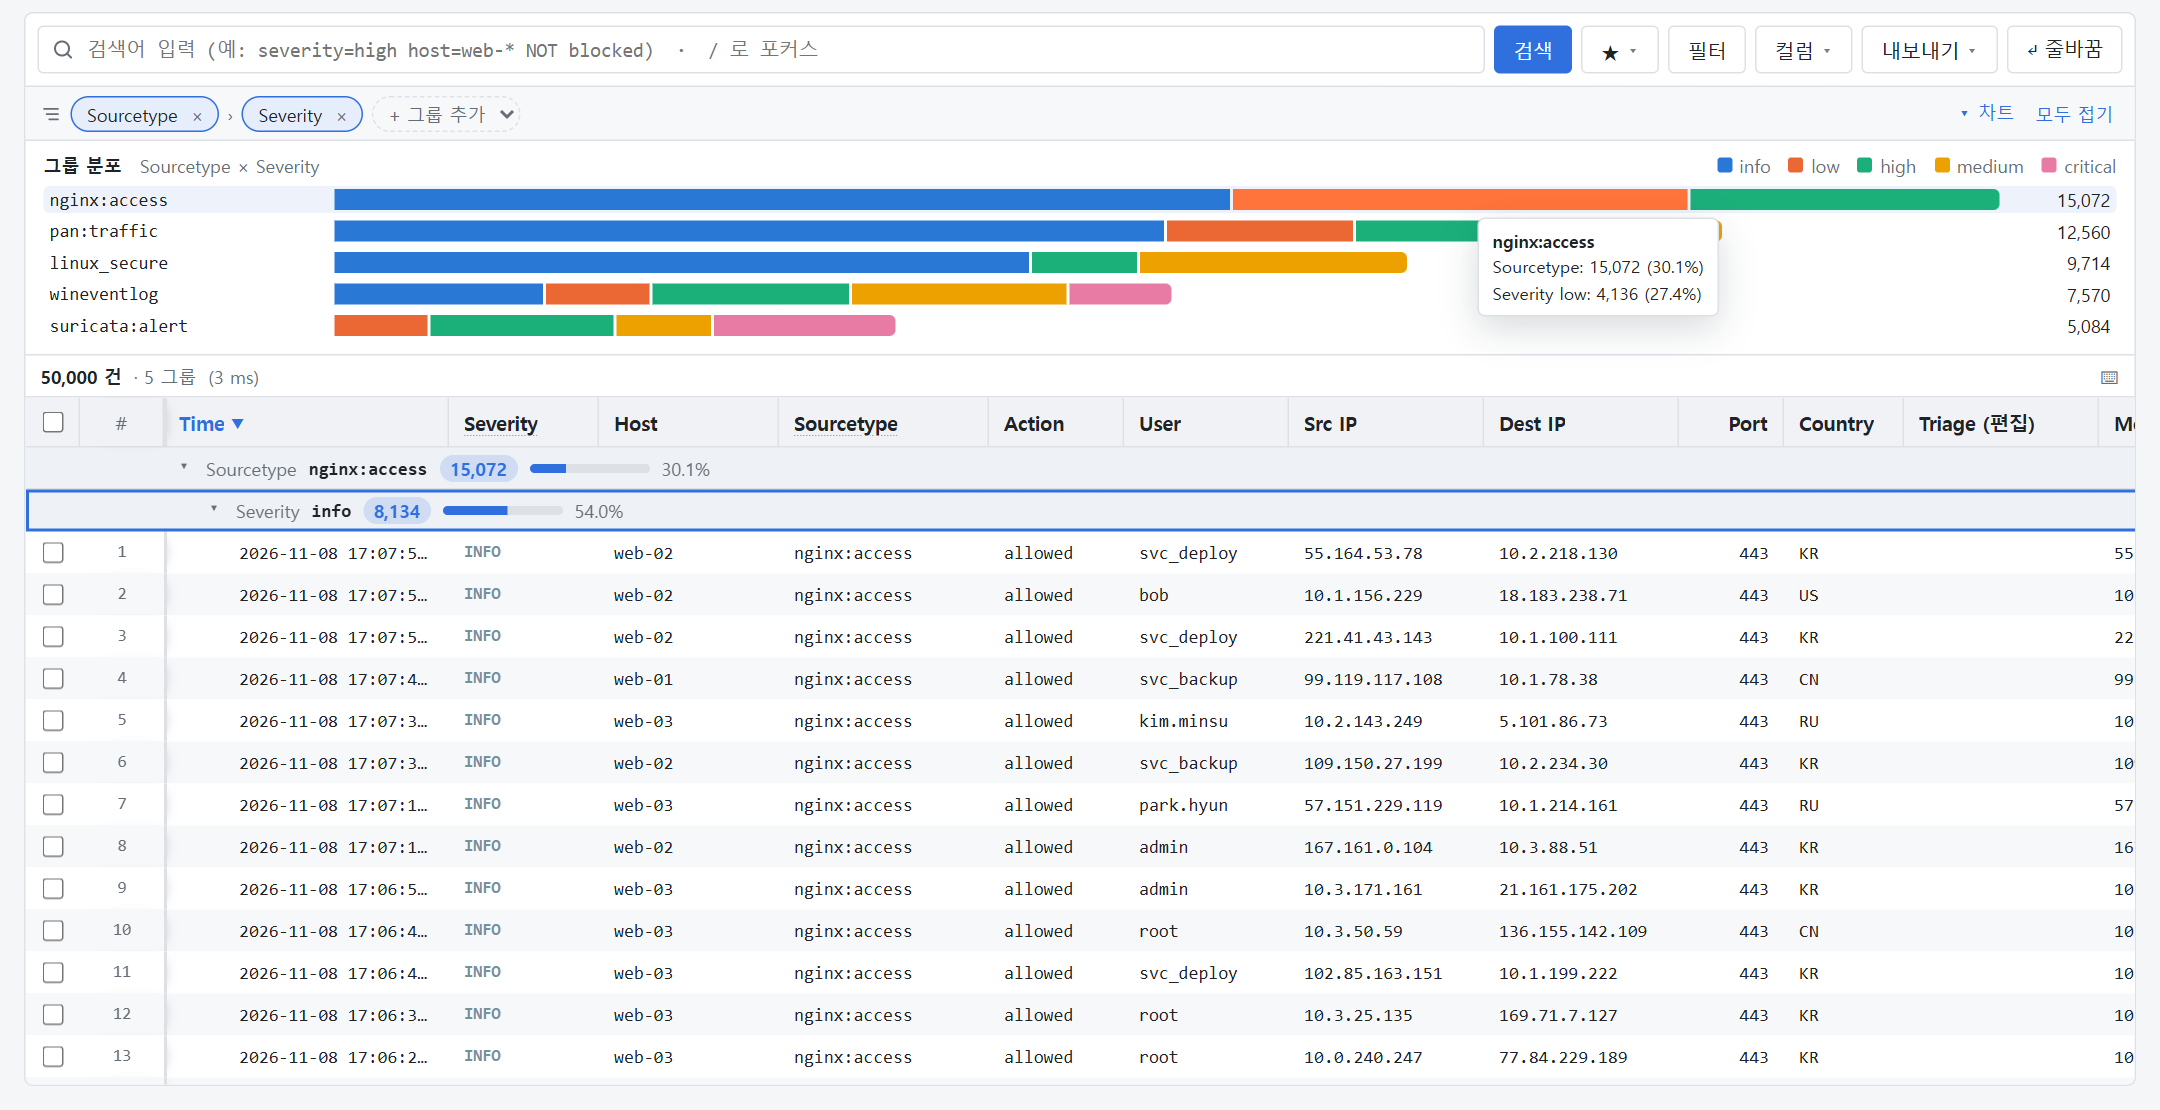 검색어 입력 (예: severity=high host=web-* NOT blocked) · / 로 포커스 검색 ★ ▾ 필터 컬럼 ▾ 내보내기 ▾ ↲ 줄바꿈
Sourcetype × › Severity × + 그룹 추가 ▾ 차트 모두 접기
그룹 분포 Sourcetype × Severity info low high medium critical
nginx:access 15,072
pan:traffic 12,560
linux_secure 9,714
wineventlog 7,570
suricata:alert 5,084
nginx:access
Sourcetype: 15,072 (30.1%)
Severity low: 4,136 (27.4%)
50,000 건 · 5 그룹 (3 ms)
# Time ▼ Severity Host Sourcetype Action User Src IP Dest IP Port Country Triage (편집)
▾ Sourcetype nginx:access 15,072 30.1%
▾ Severity info 8,134 54.0%
1 2026-11-08 17:07:5… INFO web-02 nginx:access allowed svc_deploy 55.164.53.78 10.2.218.130 443 KR 55
2 2026-11-08 17:07:5… INFO web-02 nginx:access allowed bob 10.1.156.229 18.183.238.71 443 US 10
3 2026-11-08 17:07:5… INFO web-02 nginx:access allowed svc_deploy 221.41.43.143 10.1.100.111 443 KR 22
4 2026-11-08 17:07:4… INFO web-01 nginx:access allowed svc_backup 99.119.117.108 10.1.78.38 443 CN 99
5 2026-11-08 17:07:3… INFO web-03 nginx:access allowed kim.minsu 10.2.143.249 5.101.86.73 443 RU 10
6 2026-11-08 17:07:3… INFO web-02 nginx:access allowed svc_backup 109.150.27.199 10.2.234.30 443 KR 10
7 2026-11-08 17:07:1… INFO web-03 nginx:access allowed park.hyun 57.151.229.119 10.1.214.161 443 RU 57
8 2026-11-08 17:07:1… INFO web-02 nginx:access allowed admin 167.161.0.104 10.3.88.51 443 KR 16
9 2026-11-08 17:06:5… INFO web-03 nginx:access allowed admin 10.3.171.161 21.161.175.202 443 KR 10
10 2026-11-08 17:06:4… INFO web-03 nginx:access allowed root 10.3.50.59 136.155.142.109 443 CN 10
11 2026-11-08 17:06:4… INFO web-03 nginx:access allowed svc_deploy 102.85.163.151 10.1.199.222 443 KR 10
12 2026-11-08 17:06:3… INFO web-03 nginx:access allowed root 10.3.25.135 169.71.7.127 443 KR 10
13 2026-11-08 17:06:2… INFO web-03 nginx:access allowed root 10.0.240.247 77.84.229.189 443 KR 10